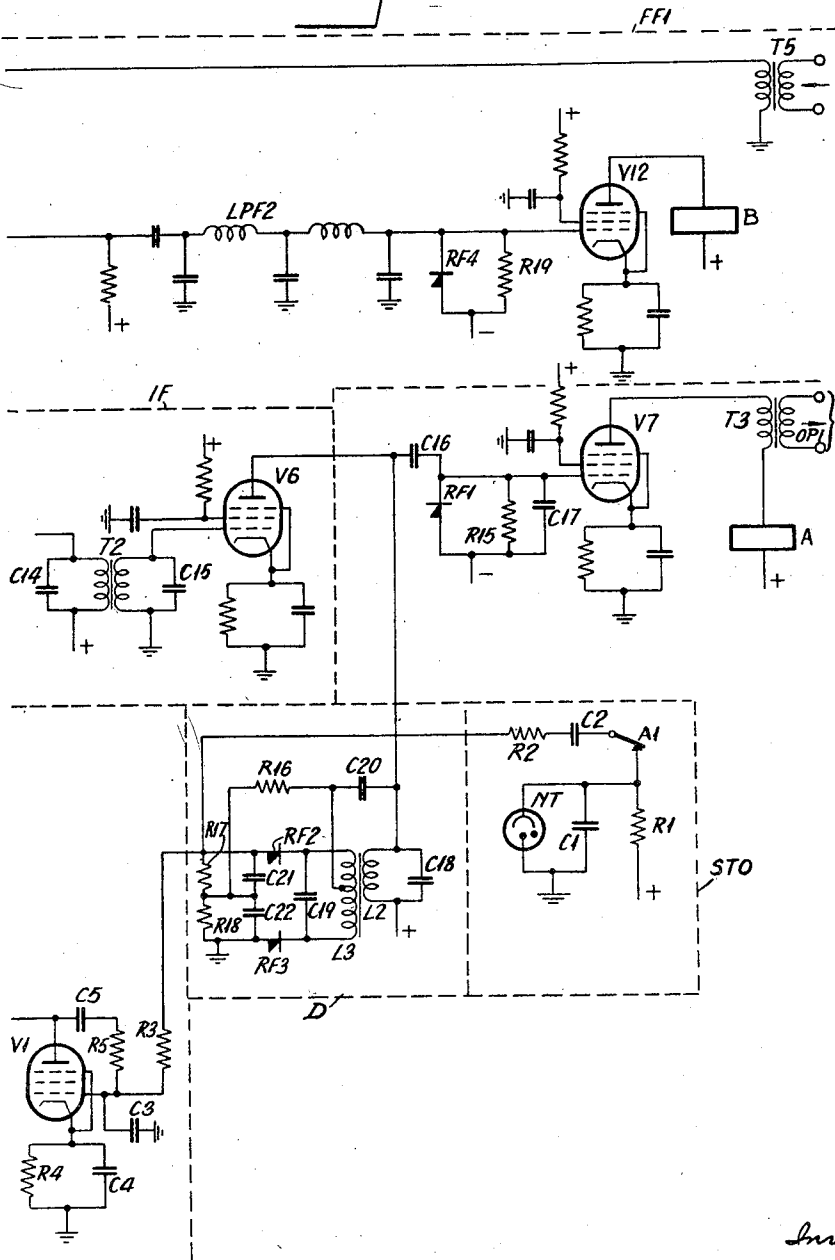 FF1
T5
+
V12
LPF2
B
RF4
R19
+
+
−
IF
+
T3
OP1
C16
V7
+
V6
RF1
C17
R15
A
T2
C14
C15
−
+
+
C2
A1
R2
R16
C20
NT
R17
RF2
C1
R1
C21
C18
STO
C22
C19
L2
+
R18
+
RF3
L3
D
C5
V1
R5
R3
C3
R4
C4